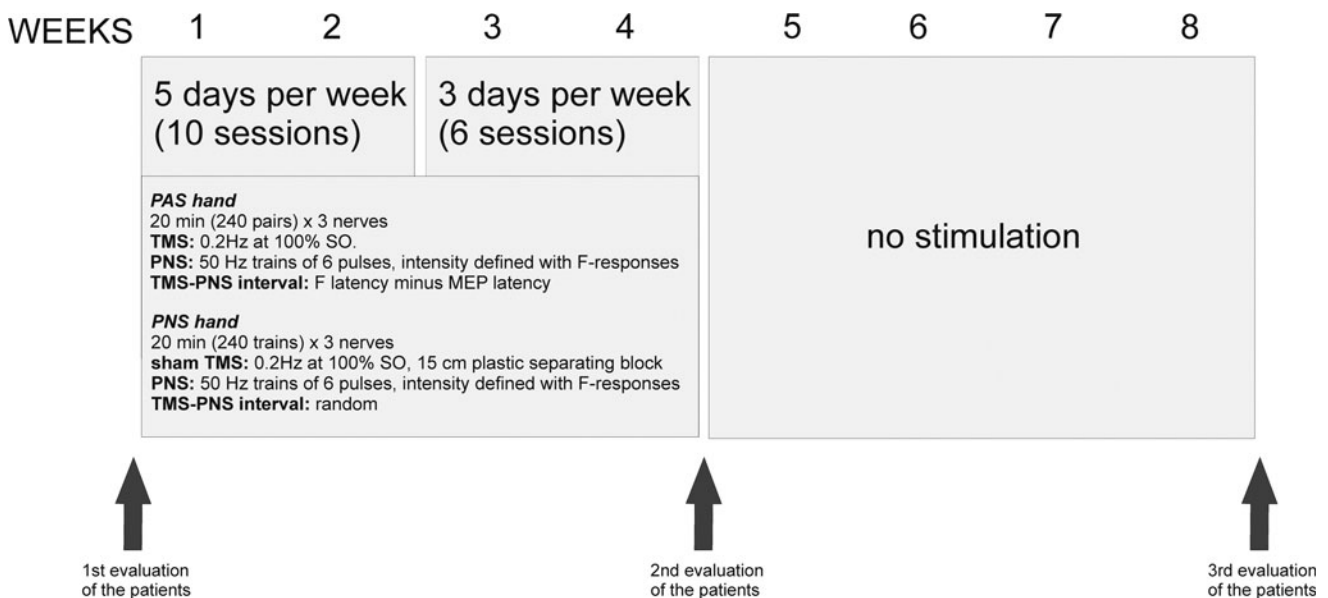 WEEKS 1 2 3 4 5 6 7 8
5 days per week
(10 sessions)
3 days per week
(6 sessions)
PAS hand
20 min (240 pairs) x 3 nerves
TMS: 0.2Hz at 100% SO.
PNS: 50 Hz trains of 6 pulses, intensity defined with F-responses
TMS-PNS interval: F latency minus MEP latency
PNS hand
20 min (240 trains) x 3 nerves
sham TMS: 0.2Hz at 100% SO, 15 cm plastic separating block
PNS: 50 Hz trains of 6 pulses, intensity defined with F-responses
TMS-PNS interval: random
no stimulation
1st evaluation
of the patients
2nd evaluation
of the patients
3rd evaluation
of the patients